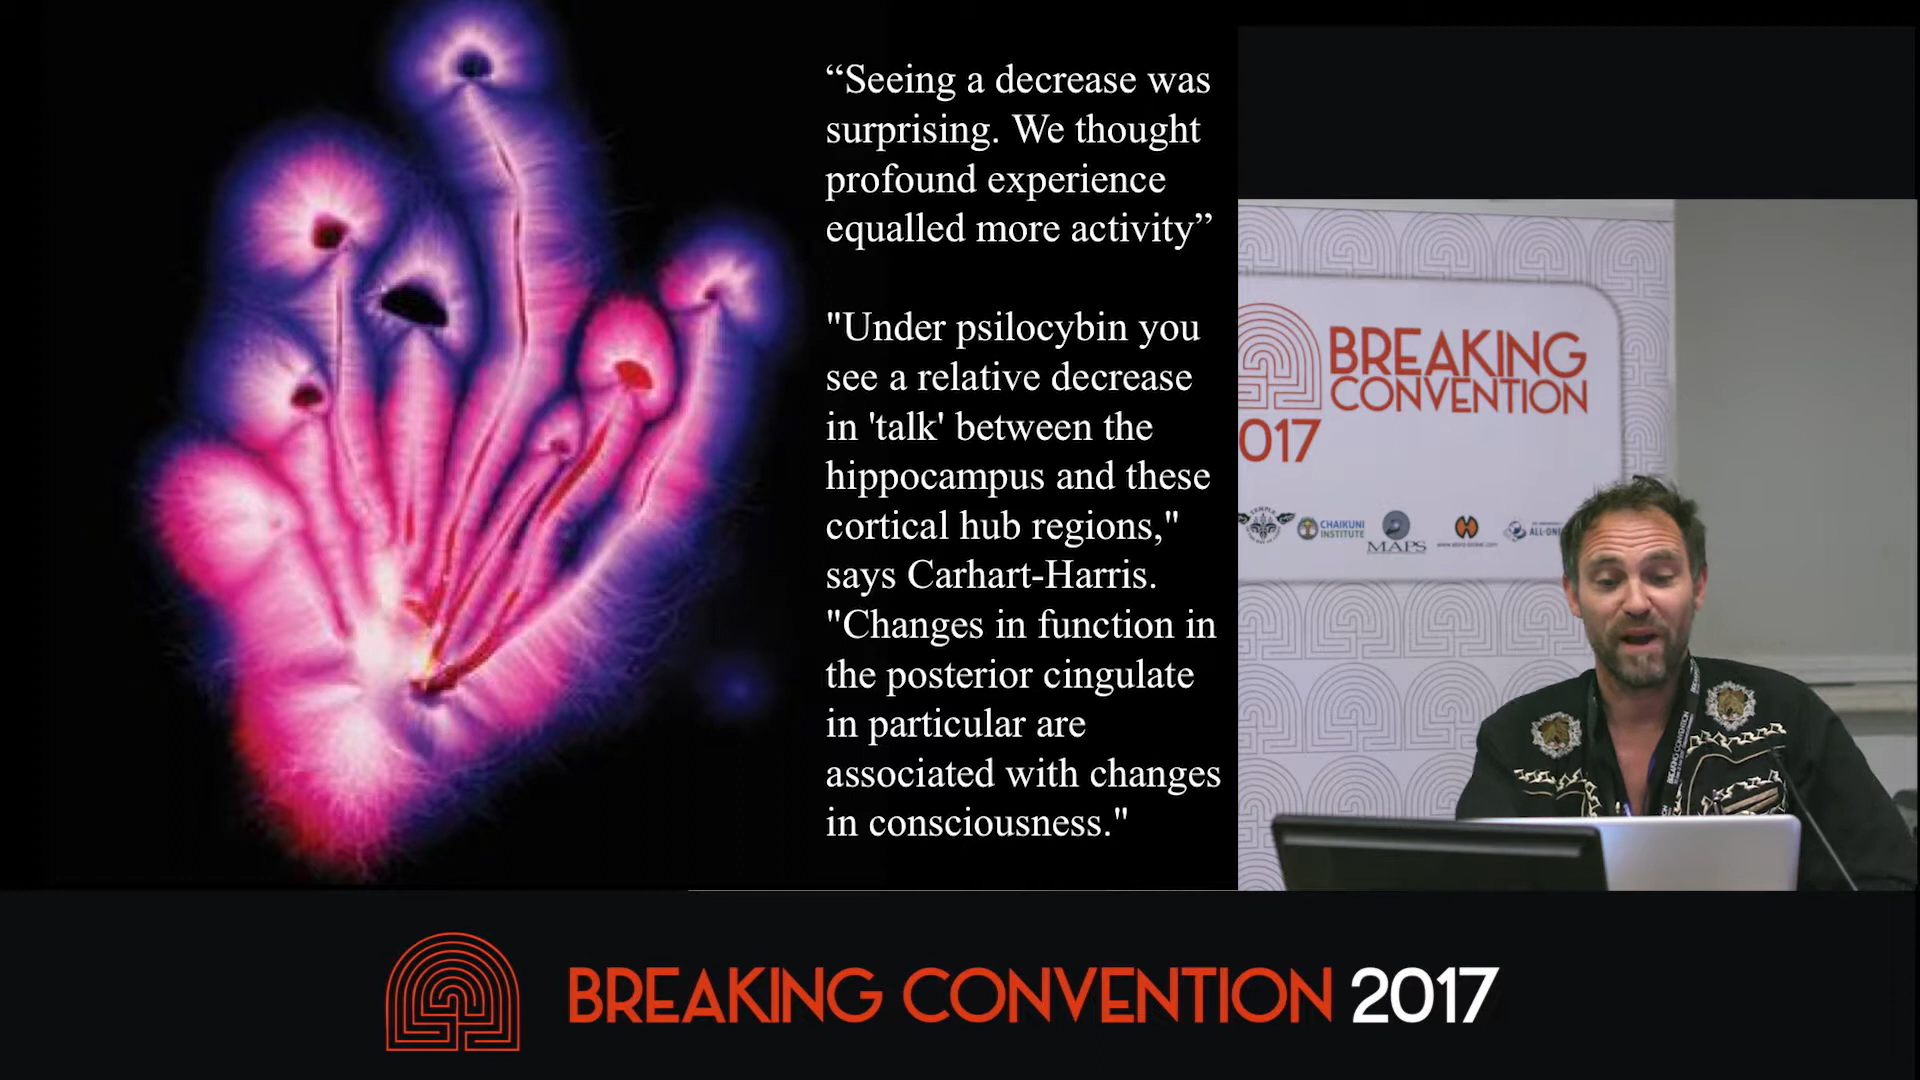 “Seeing a decrease was
surprising. We thought
profound experience
equalled more activity”
"Under psilocybin you
see a relative decrease
in 'talk' between the
hippocampus and these
cortical hub regions,"
says Carhart-Harris.
"Changes in function in
the posterior cingulate
in particular are
associated with changes
in consciousness."
BREAKING
CONVENTION
017
CHAIKUNI
INSTITUTE
MAPS
ALL-ON
BREAKING CONVENTION 2017